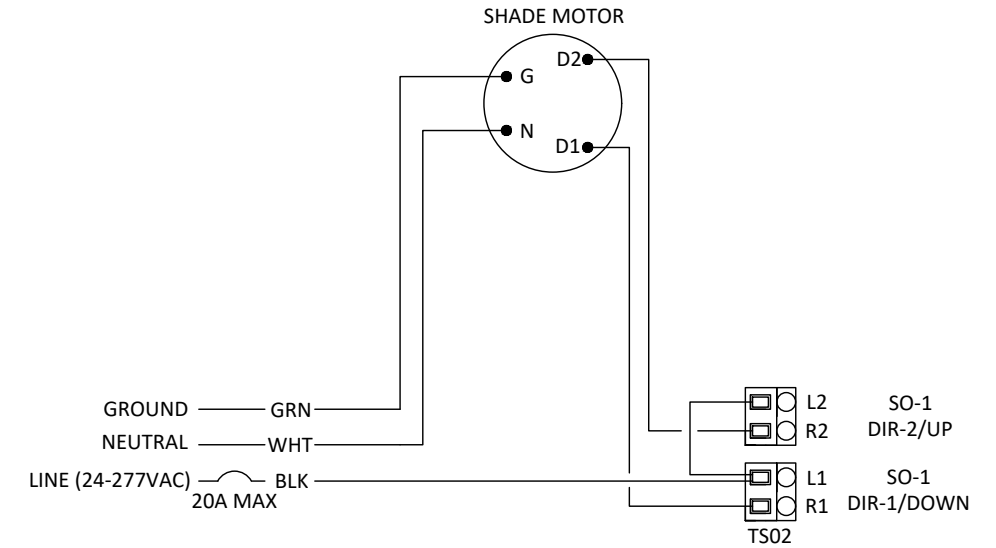 SHADE MOTOR
D2
G
N
D1
GROUND GRN
NEUTRAL WHT
LINE (24-277VAC) BLK
20A MAX
L2 SO-1
R2 DIR-2/UP
L1 SO-1
R1 DIR-1/DOWN
TS02